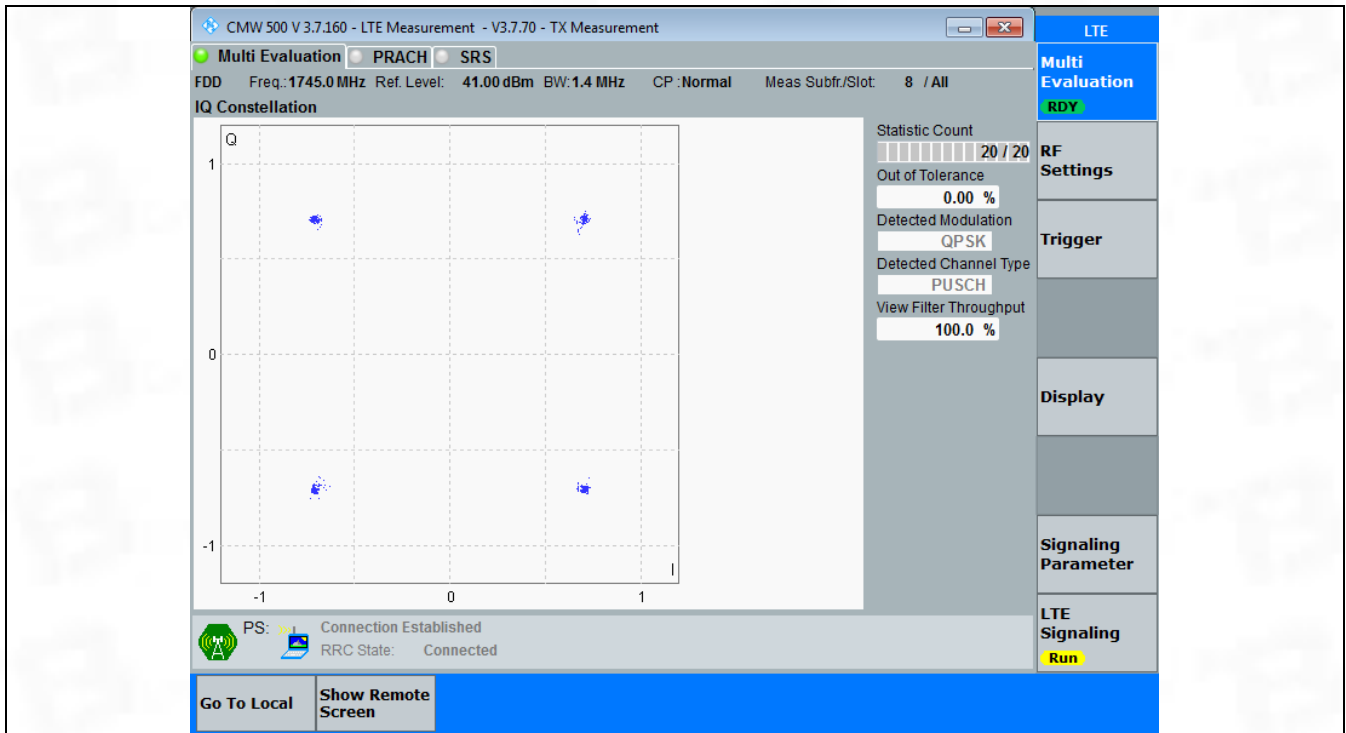 CMW 500 V 3.7.160 - LTE Measurement - V3.7.70 - TX Measurement
LTE
Multi Evaluation PRACH SRS
FDD Freq.: 1745.0 MHz Ref. Level: 41.00 dBm BW: 1.4 MHz CP : Normal Meas Subfr./Slot: 8 / All
IQ Constellation
Q
1
0
-1
-1 0 1
I
Statistic Count
20 / 20
Out of Tolerance
0.00 %
Detected Modulation
QPSK
Detected Channel Type
PUSCH
View Filter Throughput
100.0 %
Multi
Evaluation
RDY
RF
Settings
Trigger
Display
Signaling
Parameter
LTE
Signaling
Run
PS: Connection Established
RRC State: Connected
Go To Local
Show Remote
Screen